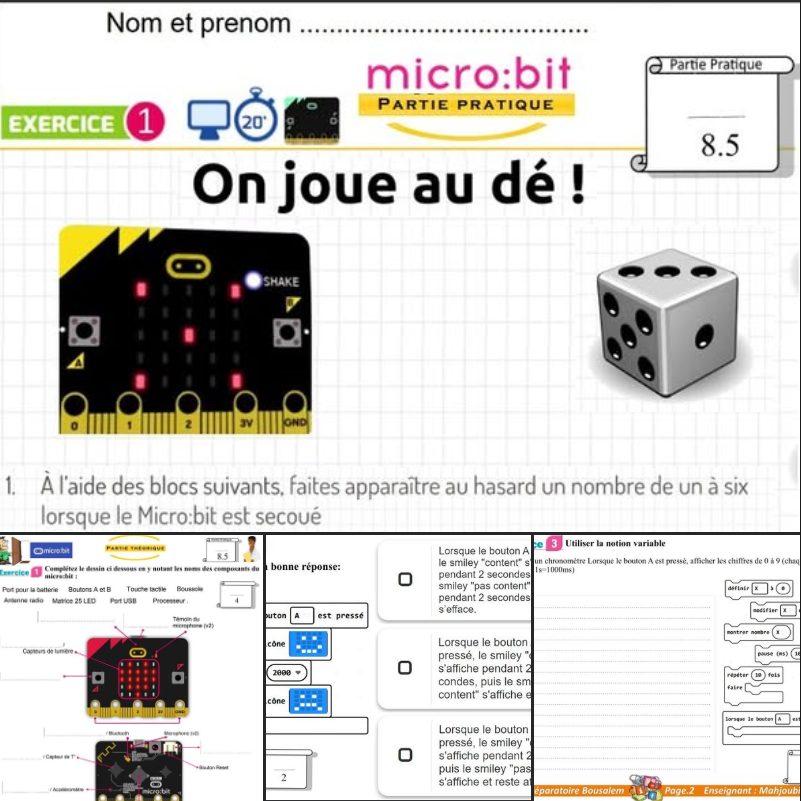 Nom et prenom ......................................
micro:bit
PARTIE PRATIQUE
Partie Pratique
8.5
EXERCICE 1
20'
On joue au dé !
SHAKE
B
A
0 1 2 3V GND
1. À l'aide des blocs suivants, faites apparaître au hasard un nombre de un à six
lorsque le Micro:bit est secoué
micro:bit
PARTIE THÉORIQUE
8.5
Exercice 1 Complétez le dessin ci dessous en y notant les noms des composants du
micro:bit :
4
Port pour la batterie Boutons A et B Touche tactile Boussole
Antenne radio Matrice 25 LED Port USB Processeur .
Témoin du
microphone (v2)
Capteurs de lumière
0 1 2 3V GND
/ Bluetooth Microphone (v2)
/ Capteur de T°
Bouton Reset
/ Accéléromètre
micro:bit
bonne réponse:
A est pressé
2000
2
Lorsque le bouton A
le smiley "content" s'
pendant 2 secondes
smiley "pas content"
pendant 2 secondes
s'efface.
Lorsque le bouton
pressé, le smiley "
s'affiche pendant 2
condes, puis le sm
content" s'affiche e
Lorsque le bouton
pressé, le smiley "
s'affiche pendant 2
puis le smiley "pas
s'affiche et reste af
3 Utiliser la notion variable
un chronomètre Lorsque le bouton A est pressé, afficher les chiffres de 0 à 9 (chaq
1s=1000ms)
définir X à 0
modifier X
montrer nombre X
pause (ms)
répéter 10 fois
faire
lorsque le bouton A
éparatoire Bousalem Page.2 Enseignant : Mahjoubi